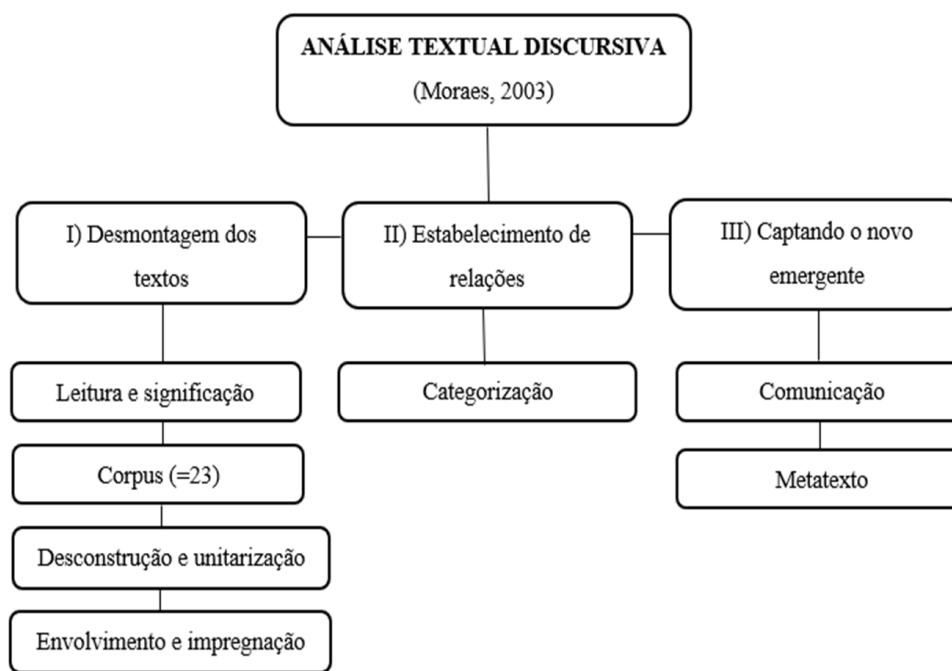 ANÁLISE TEXTUAL DISCURSIVA
(Moraes, 2003)
I) Desmontagem dos
textos
II) Estabelecimento de
relações
III) Captando o novo
emergente
Leitura e significação
Corpus (=23)
Desconstrução e unitarização
Envolvimento e impregnação
Categorização
Comunicação
Metatexto